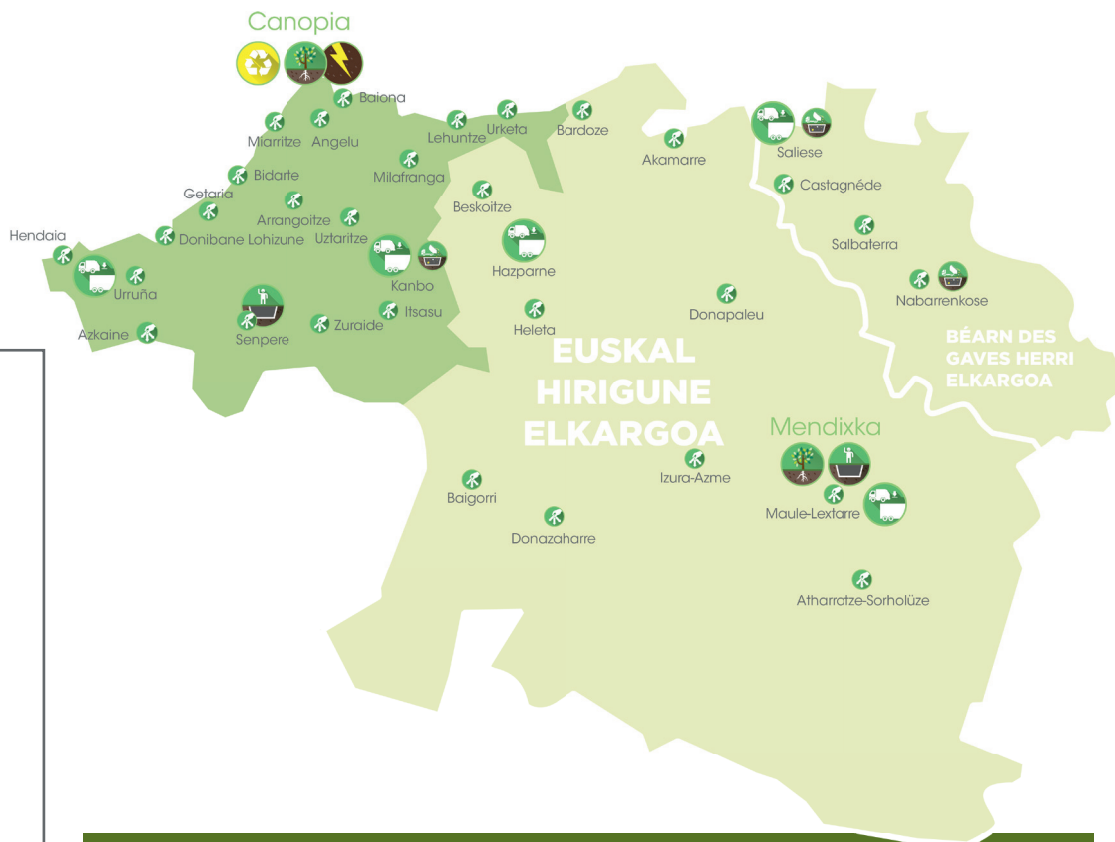 Canopia
Baiona
Miarritze
Angelu
Lehuntze
Urketa
Bardoze
Akamarre
Saliese
Milafranga
Bidarte
Castagnéde
Beskoitze
Getaria
Arrangoitze
Uztaritze
Salbaterra
Hendaia
Donibane Lohizune
Hazparne
Kanbo
Nabarrenkose
Urruña
Donapaleu
Itsasu
Heleta
Azkaine
Senpere
Zuraide
BÉARN DES
GAVES HERRI
ELKARGOA
EUSKAL
HIRIGUNE
ELKARGOA
Mendixka
Izura-Azme
Baigorri
Maule-Lextarre
Donazaharre
Atharratze-Sorholüze